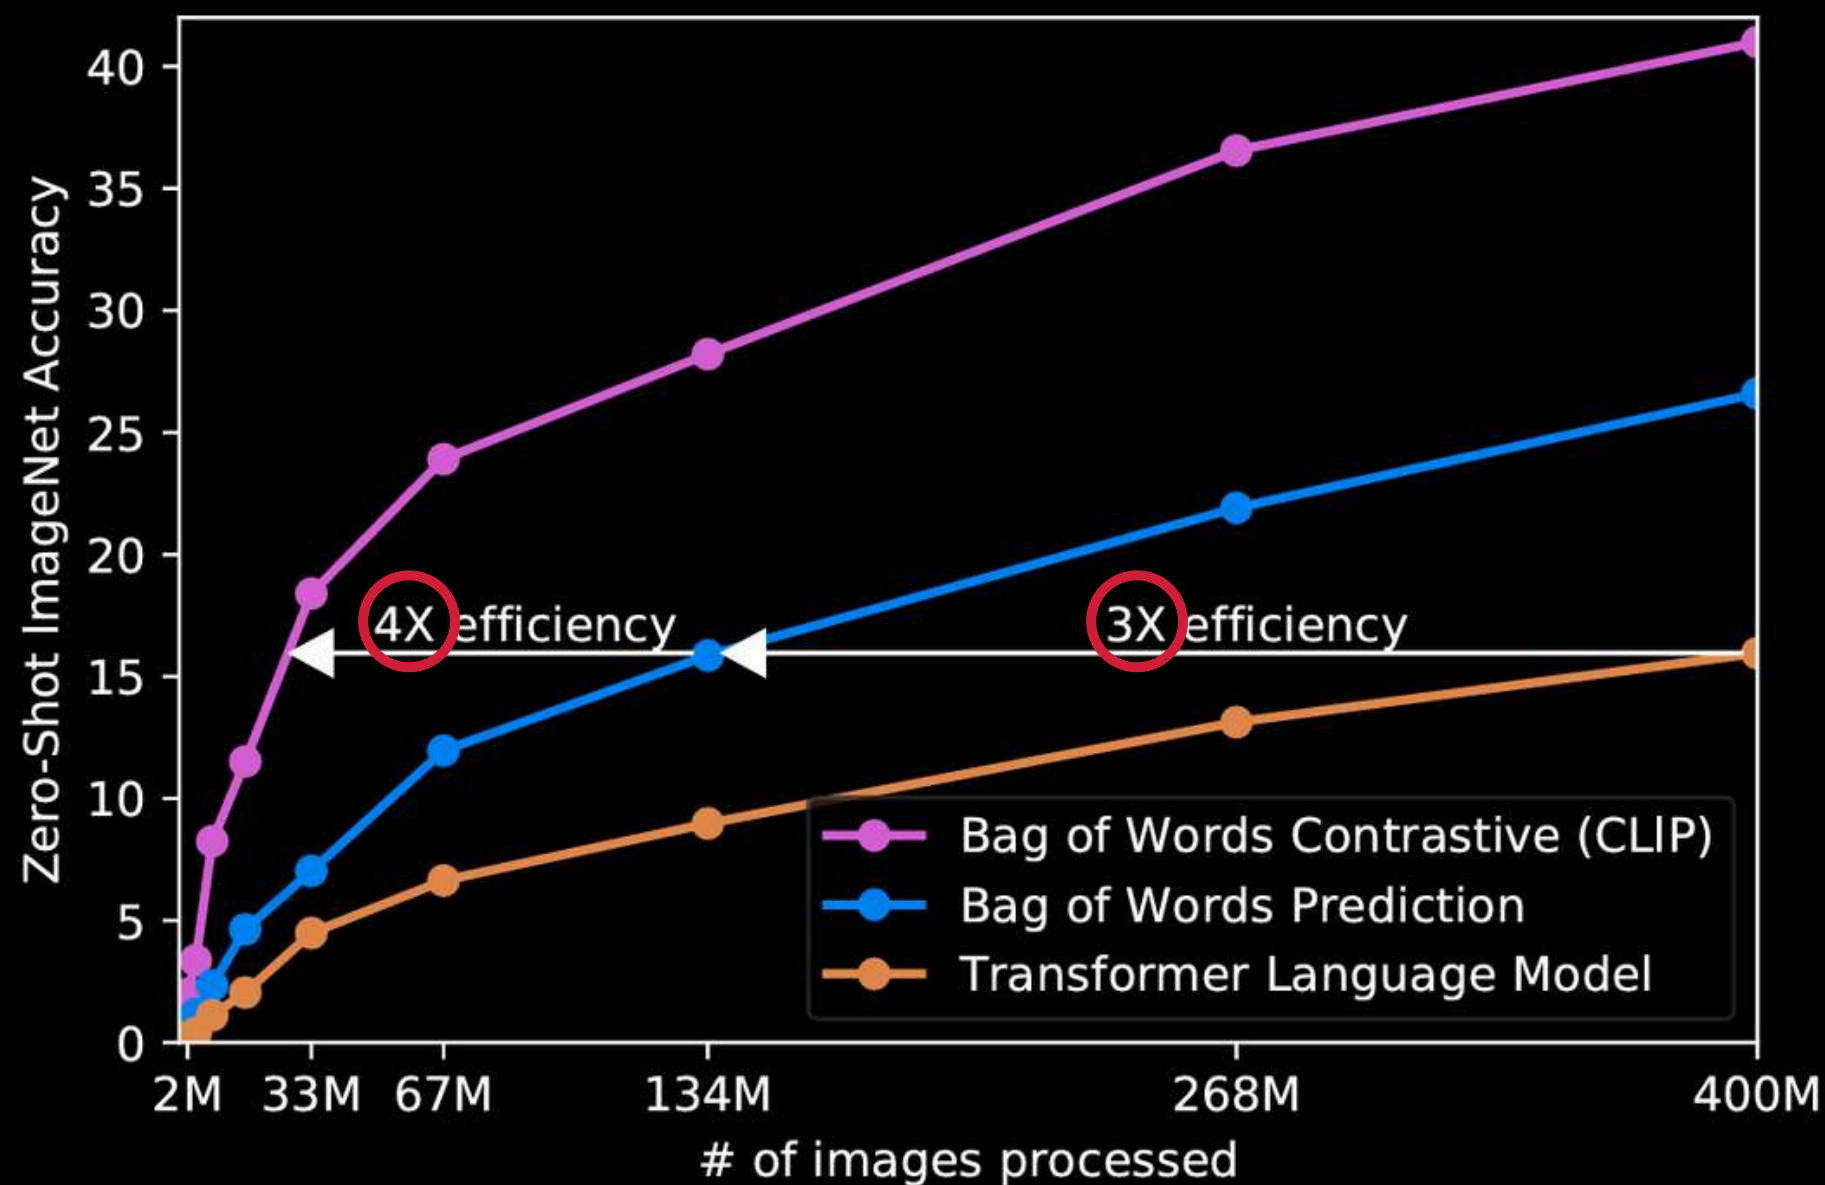 Zero-Shot ImageNet Accuracy
40
35
30
25
20
15
10
5
0
4X efficiency
3X efficiency
Bag of Words Contrastive (CLIP)
Bag of Words Prediction
Transformer Language Model
2M 33M 67M 134M 268M 400M
# of images processed